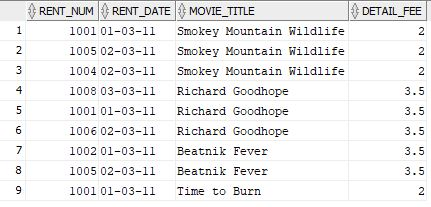 RENT_NUM RENT_DATE MOVIE_TITLE DETAIL_FEE
1 1001 01-03-11 Smokey Mountain Wildlife 2
2 1005 02-03-11 Smokey Mountain Wildlife 2
3 1004 02-03-11 Smokey Mountain Wildlife 2
4 1008 03-03-11 Richard Goodhope 3.5
5 1001 01-03-11 Richard Goodhope 3.5
6 1006 02-03-11 Richard Goodhope 3.5
7 1002 01-03-11 Beatnik Fever 3.5
8 1005 02-03-11 Beatnik Fever 3.5
9 1001 01-03-11 Time to Burn 2